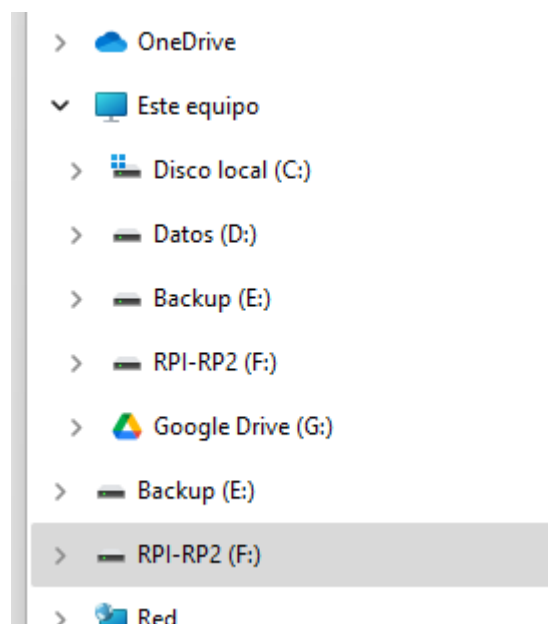 OneDrive
Este equipo
Disco local (C:)
Datos (D:)
Backup (E:)
RPI-RP2 (F:)
Google Drive (G:)
Backup (E:)
RPI-RP2 (F:)
Red